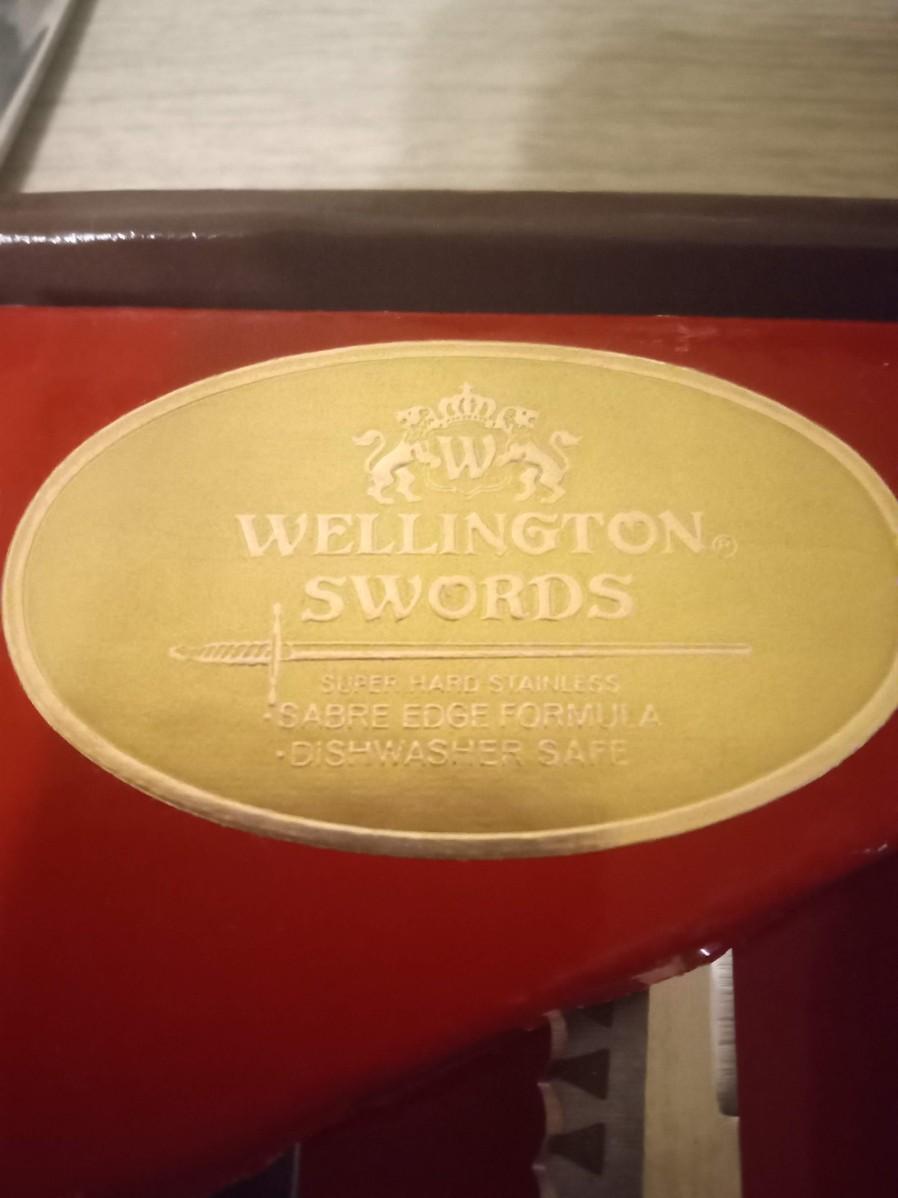 W
WELLINGTON®
SWORDS
SUPER HARD STAINLESS
·SABRE EDGE FORMULA
·DISHWASHER SAFE